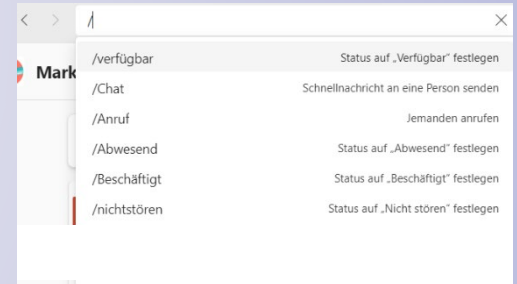 /
Mark
/verfügbar Status auf „Verfügbar“ festlegen
/Chat Schnellnachricht an eine Person senden
/Anruf Jemanden anrufen
/Abwesend Status auf „Abwesend“ festlegen
/Beschäftigt Status auf „Beschäftigt“ festlegen
/nichtstören Status auf „Nicht stören“ festlegen